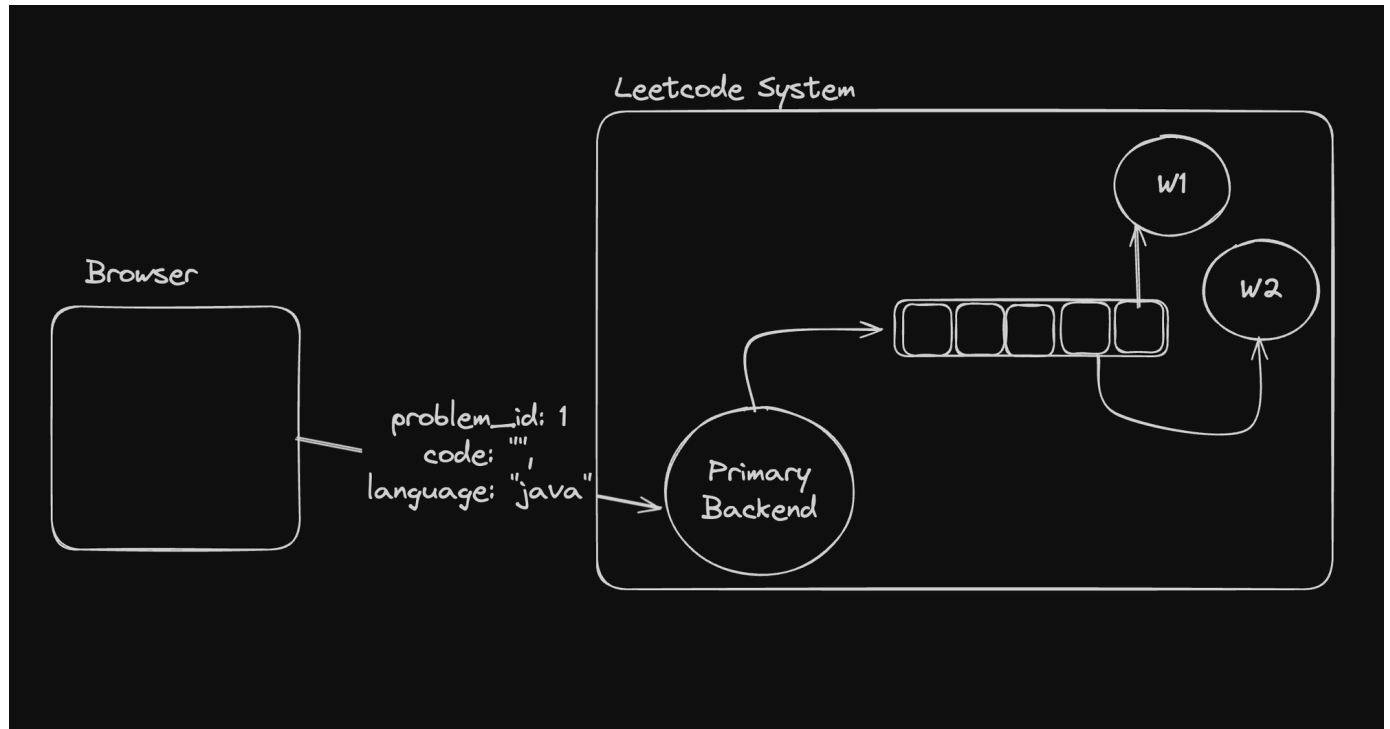 Leetcode System
W1
W2
Browser
problem_id: 1
code: "",
language: "java"
Primary
Backend